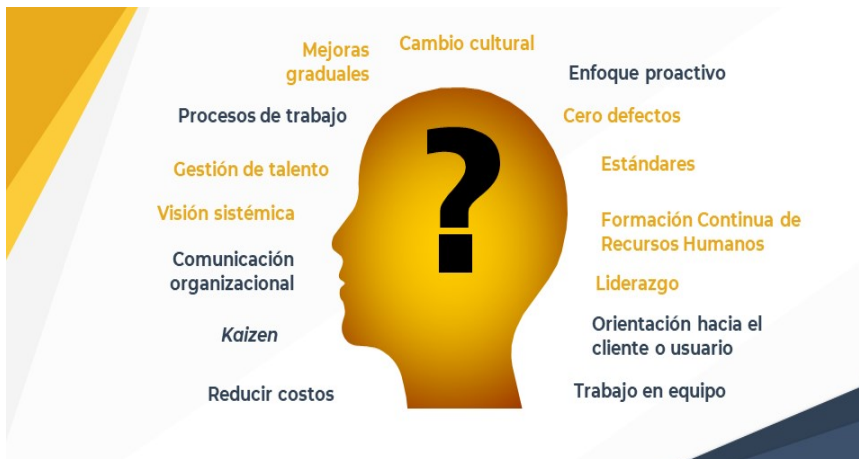 Mejoras
graduales
Cambio cultural
Enfoque proactivo
Procesos de trabajo
Cero defectos
Gestión de talento
Estándares
Visión sistémica
Formación Continua de
Recursos Humanos
Comunicación
organizacional
Liderazgo
Kaizen
Orientación hacia el
cliente o usuario
Reducir costos
Trabajo en equipo
?